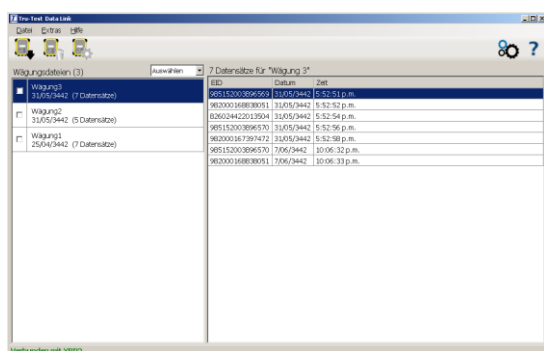 Tru-Test Data Link
Datei Extras Hilfe
Wägungsdateien (3)
Auswählen
7 Datensätze für "Wägung 3"
EID Datum Zeit
Wägung3
31/05/3442 (7 Datensätze)
Wägung2
31/05/3442 (5 Datensätze)
Wägung1
25/04/3442 (7 Datensätze)
985152003896569 31/05/3442 5:52:51 p.m.
982000168838051 31/05/3442 5:52:52 p.m.
826024422013504 31/05/3442 5:52:54 p.m.
985152003896570 31/05/3442 5:52:56 p.m.
982000167397472 31/05/3442 5:52:58 p.m.
985152003896570 7/06/3442 10:06:32 p.m.
982000168838051 7/06/3442 10:06:33 p.m.
Verbunden mit XRP2